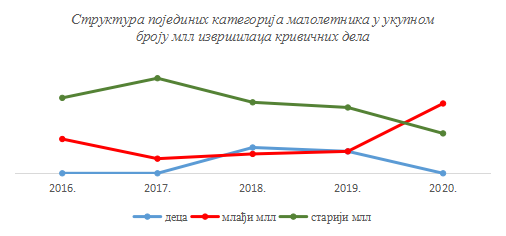 Структура појединих категорија малолетника у укупном
броју млл извршилаца кривичних дела
2016. 2017. 2018. 2019. 2020.
деца млађи млл старији млл